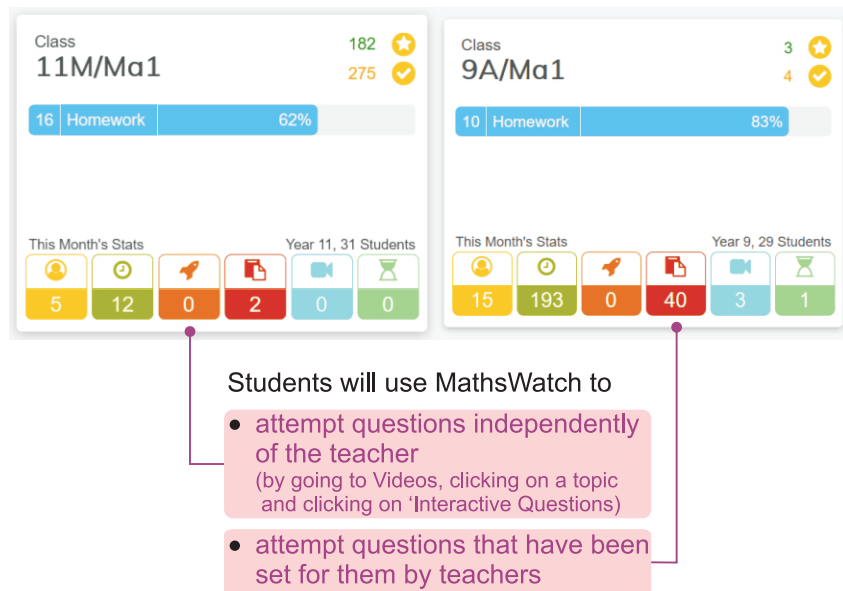 Class
11M/Ma1
182
275
16 Homework 62%
This Month's Stats Year 11, 31 Students
5 12 0 2 0 0
Class
9A/Ma1
3
4
10 Homework 83%
This Month's Stats Year 9, 29 Students
15 193 0 40 3 1
Students will use MathsWatch to
• attempt questions independently
of the teacher
(by going to Videos, clicking on a topic
and clicking on ‘Interactive Questions)
• attempt questions that have been
set for them by teachers